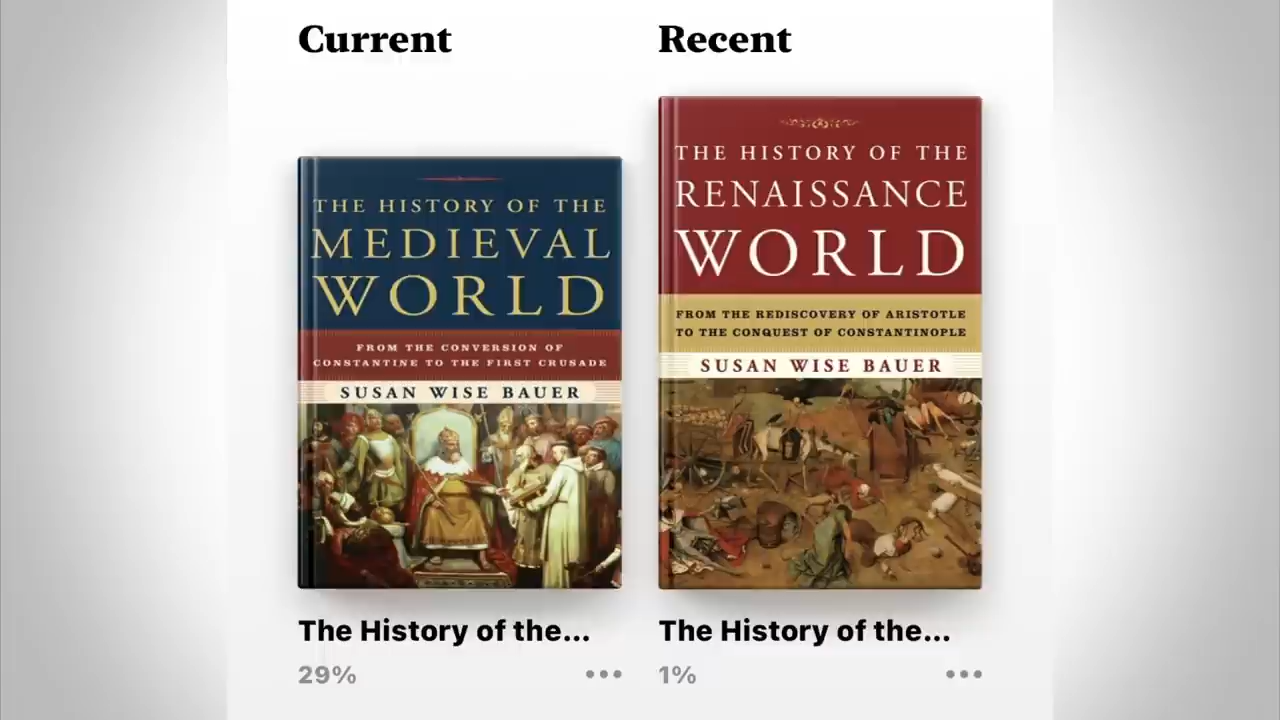 Current
THE HISTORY OF THE
MEDIEVAL
WORLD
FROM THE CONVERSION OF
CONSTANTINE TO THE FIRST CRUSADE
SUSAN WISE BAUER
The History of the...
29%
Recent
THE HISTORY OF THE
RENAISSANCE
WORLD
FROM THE REDISCOVERY OF ARISTOTLE
TO THE CONQUEST OF CONSTANTINOPLE
SUSAN WISE BAUER
The History of the...
1%